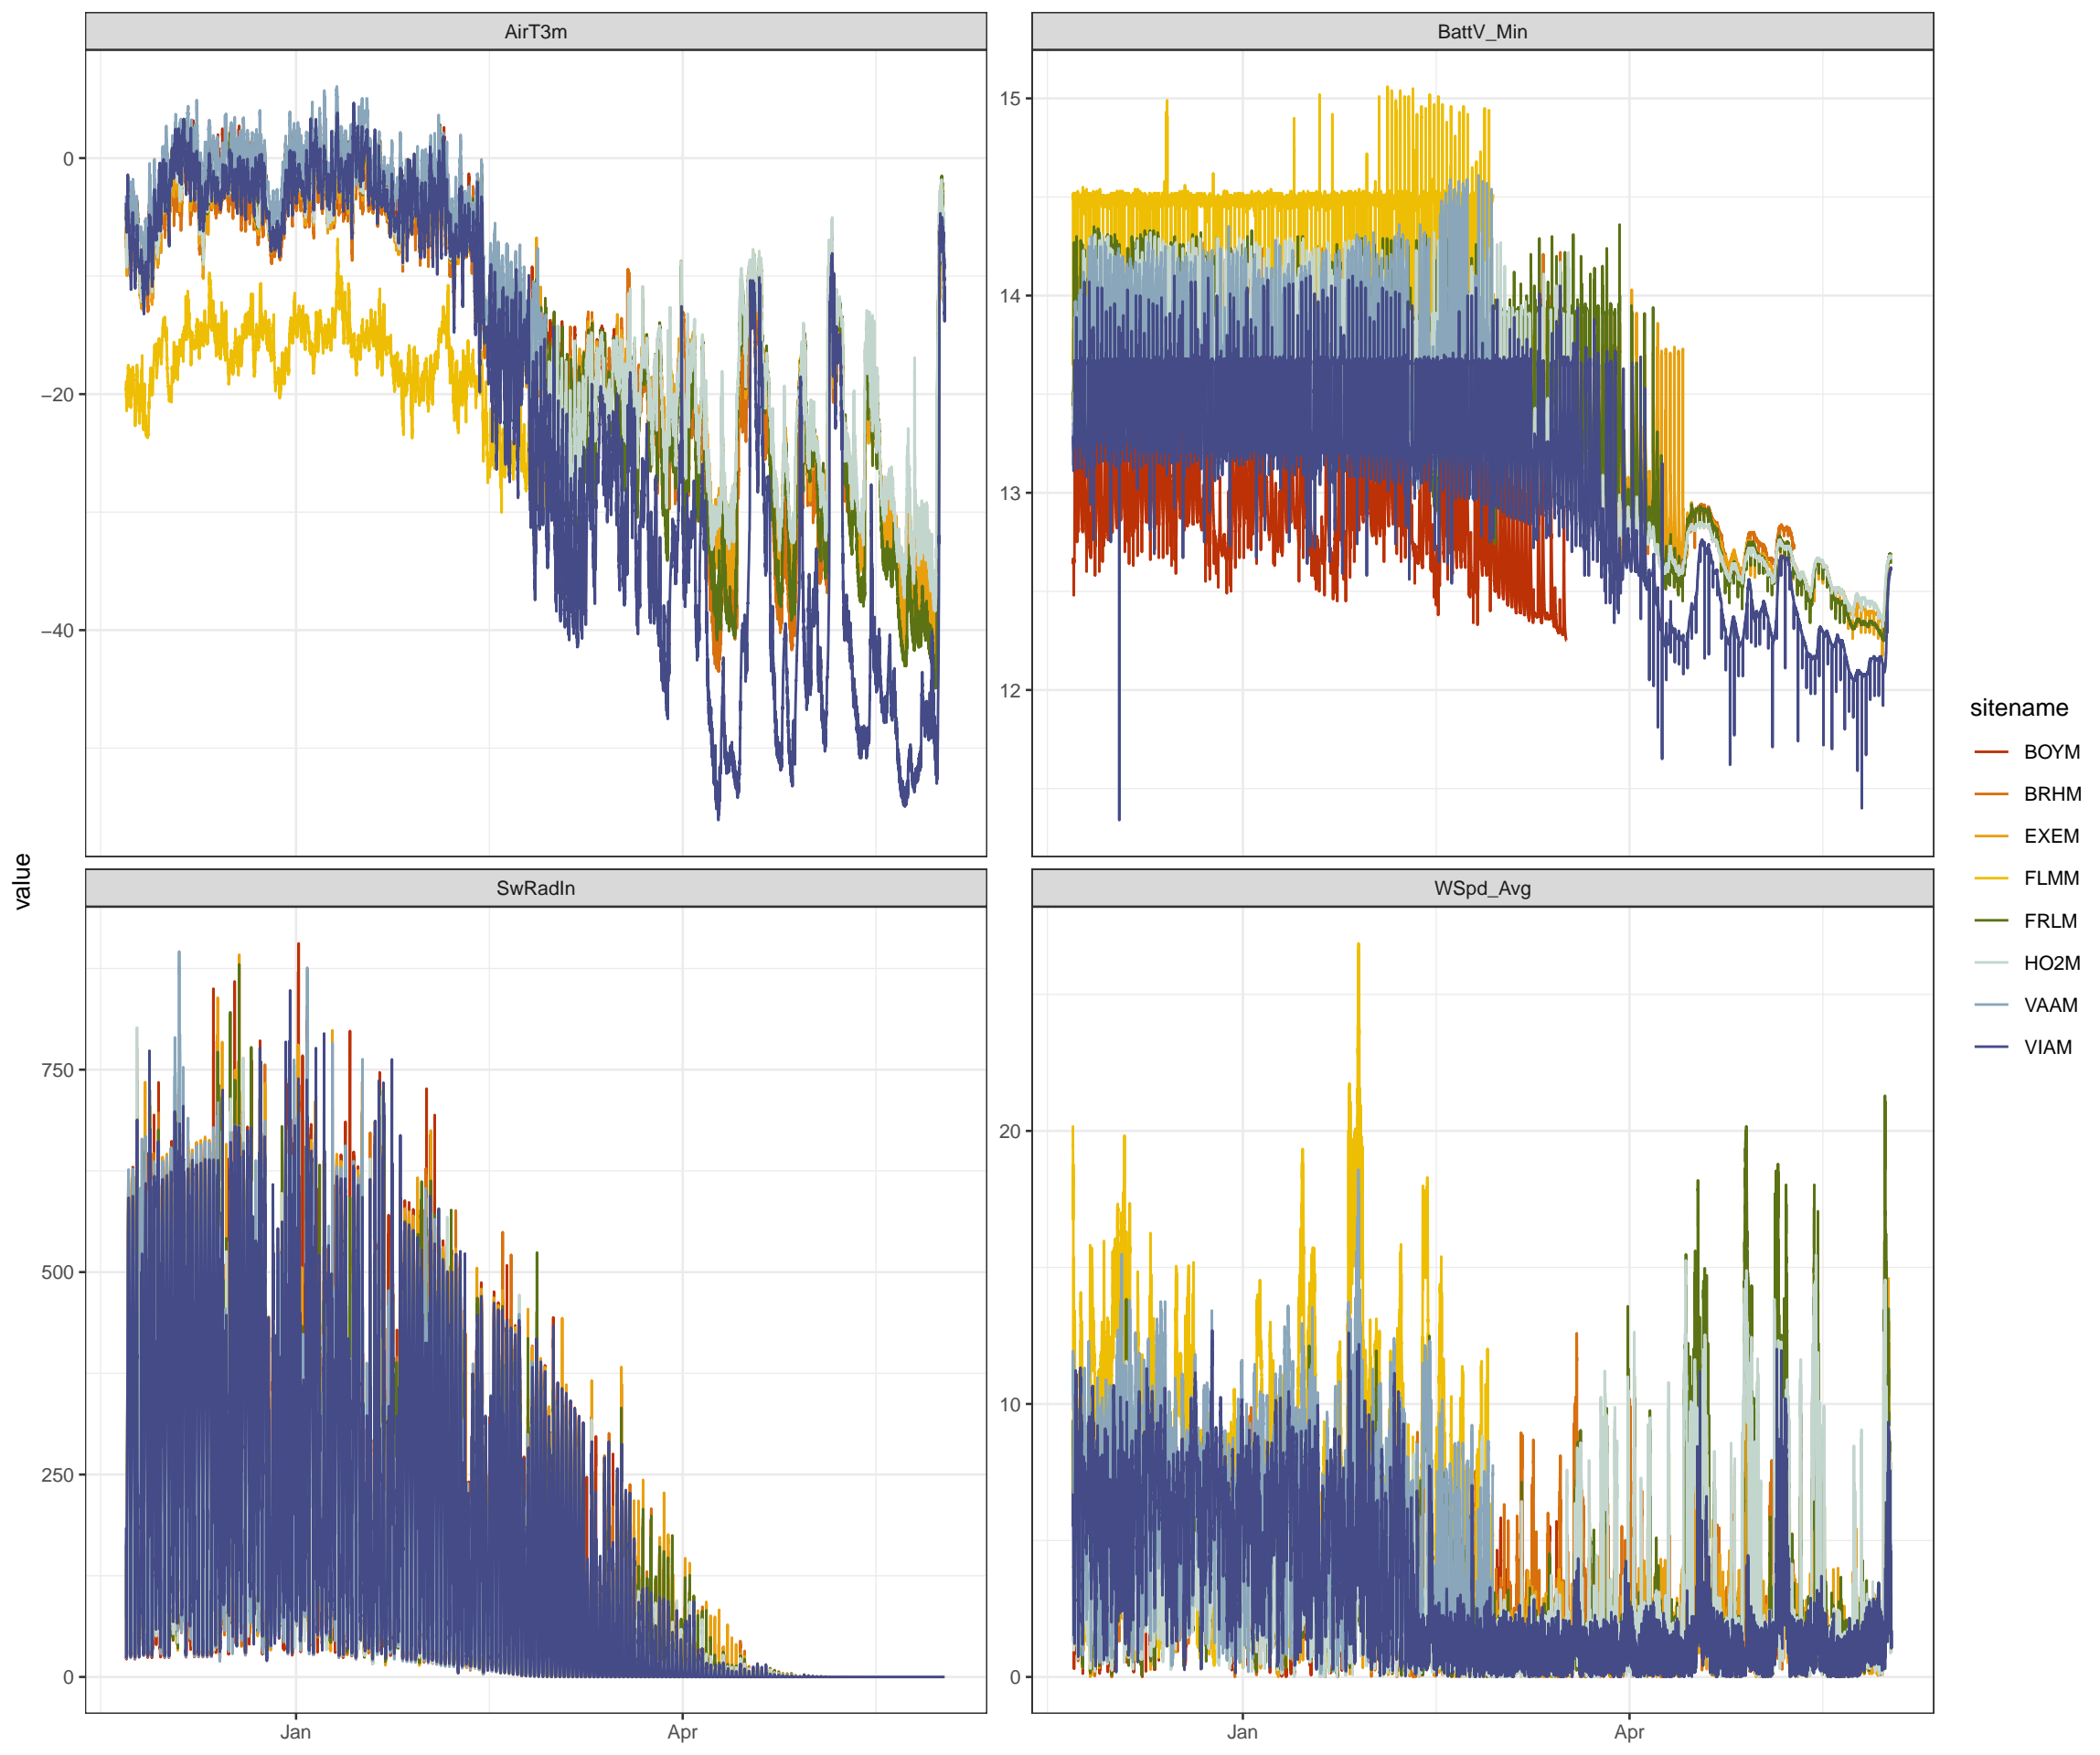 AirT3m
BattV_Min
0
−20
−40
15
14
13
12
SwRadIn
WSpd_Avg
750
500
250
0
20
10
0
Jan
Apr
Jan
Apr
value
sitename
BOYM
BRHM
EXEM
FLMM
FRLM
HO2M
VAAM
VIAM